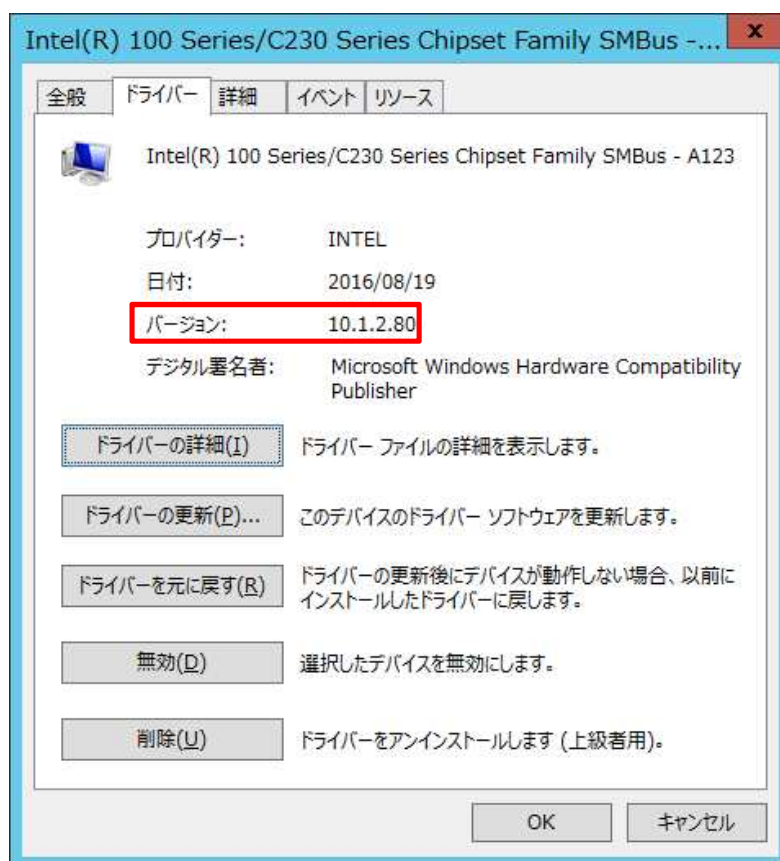 Intel(R) 100 Series/C230 Series Chipset Family SMBus -...
x
全般 ドライバー 詳細 イベント リソース
Intel(R) 100 Series/C230 Series Chipset Family SMBus - A123
プロバイダー: INTEL
日付: 2016/08/19
バージョン: 10.1.2.80
デジタル署名者: Microsoft Windows Hardware Compatibility
Publisher
ドライバーの詳細(I) ドライバー ファイルの詳細を表示します。
ドライバーの更新(P)... このデバイスのドライバー ソフトウェアを更新します。
ドライバーを元に戻す(R) ドライバーの更新後にデバイスが動作しない場合、以前に
インストールしたドライバーに戻します。
無効(D) 選択したデバイスを無効にします。
削除(U) ドライバーをアンインストールします (上級者用)。
OK キャンセル